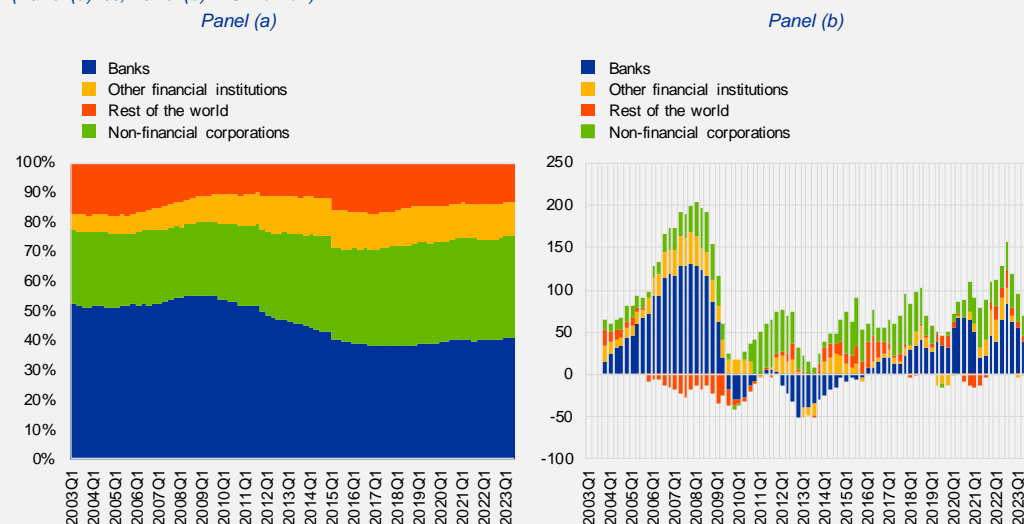 Panel (a)
Panel (b)
Banks
Other financial institutions
Rest of the world
Non-financial corporations
Banks
Other financial institutions
Rest of the world
Non-financial corporations
100%
90%
80%
70%
60%
50%
40%
30%
20%
10%
0%
2003Q1
2004Q1
2005Q1
2006Q1
2007Q1
2008Q1
2009Q1
2010Q1
2011Q1
2012Q1
2013Q1
2014Q1
2015Q1
2016Q1
2017Q1
2018Q1
2019Q1
2020Q1
2021Q1
2022Q1
2023Q1
250
200
150
100
50
0
-50
-100
2003Q1
2004Q1
2005Q1
2006Q1
2007Q1
2008Q1
2009Q1
2010Q1
2011Q1
2012Q1
2013Q1
2014Q1
2015Q1
2016Q1
2017Q1
2018Q1
2019Q1
2020Q1
2021Q1
2022Q1
2023Q1